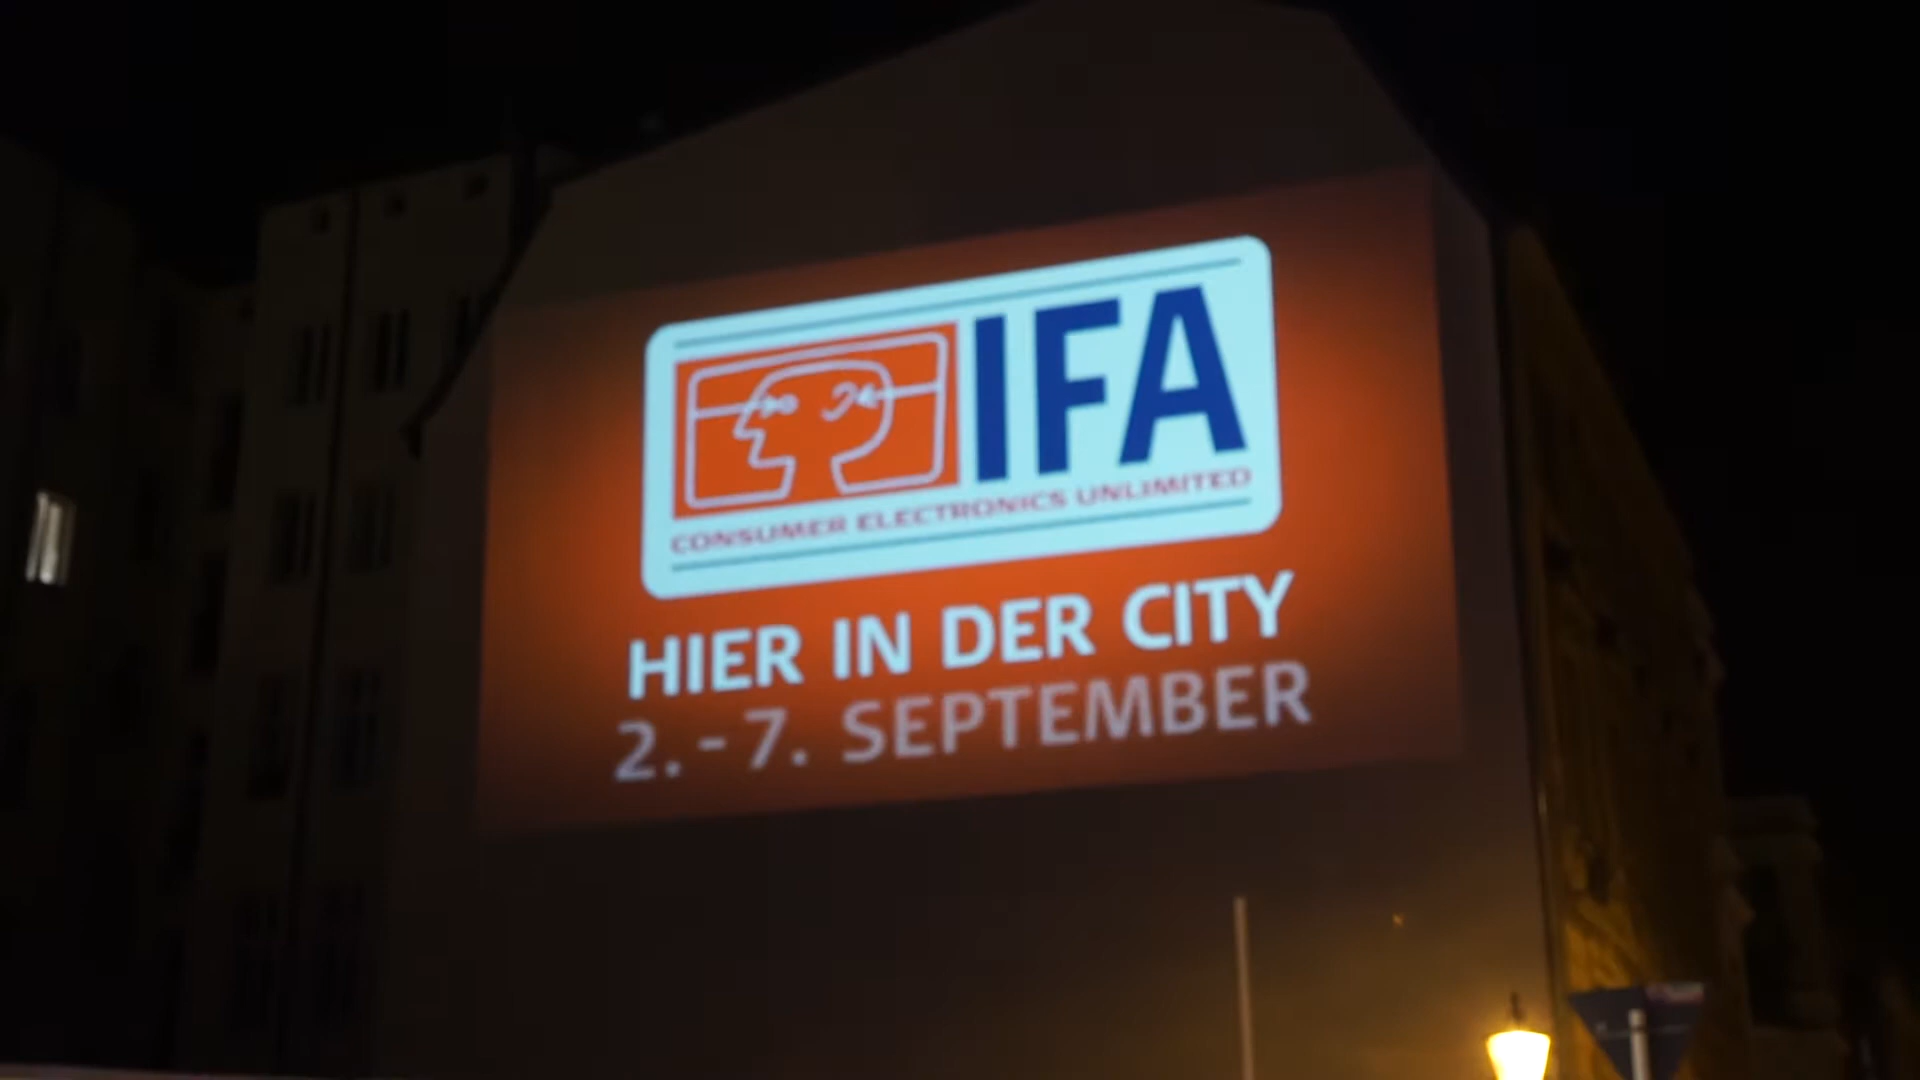 IFA
CONSUMER ELECTRONICS UNLIMITED
HIER IN DER CITY
2. - 7. SEPTEMBER